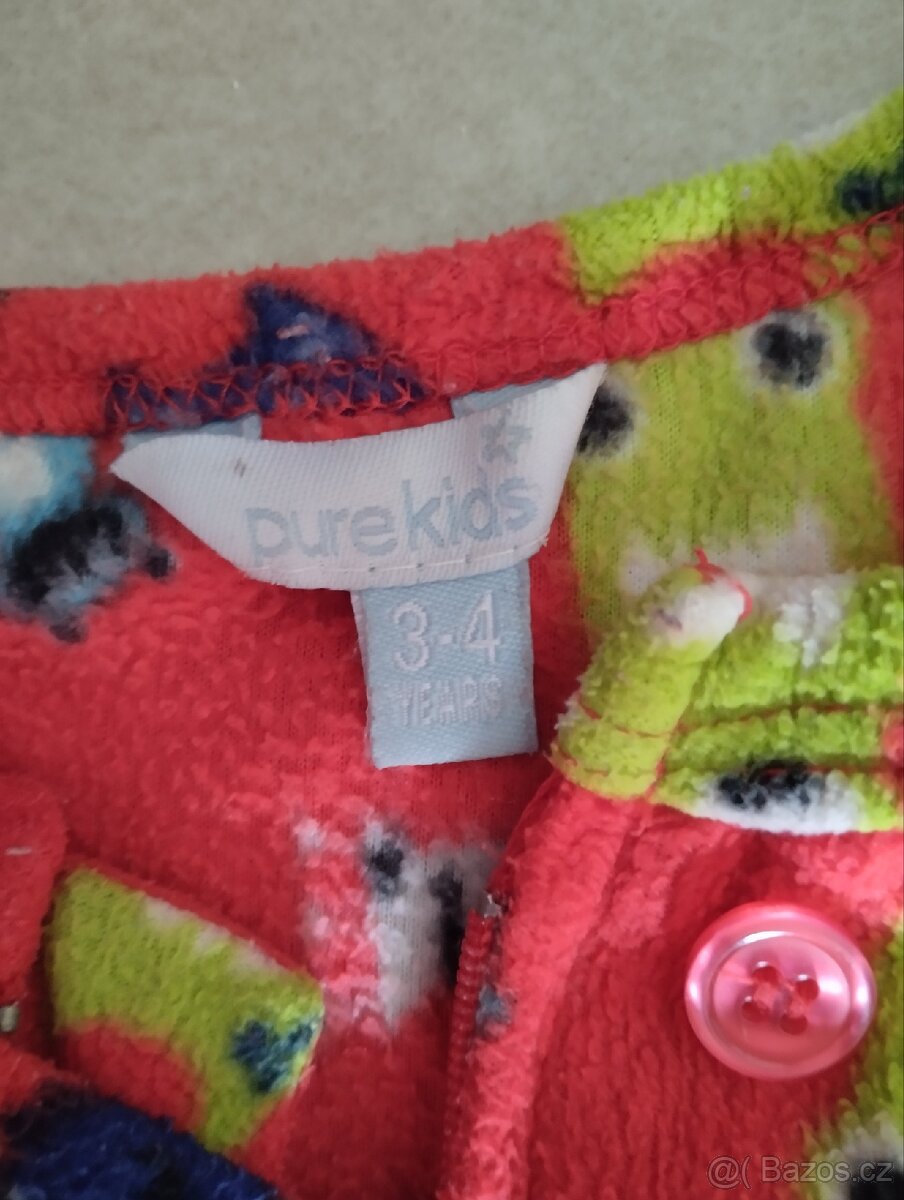 purekids
3-4
YEARS
@( Bazos.cz